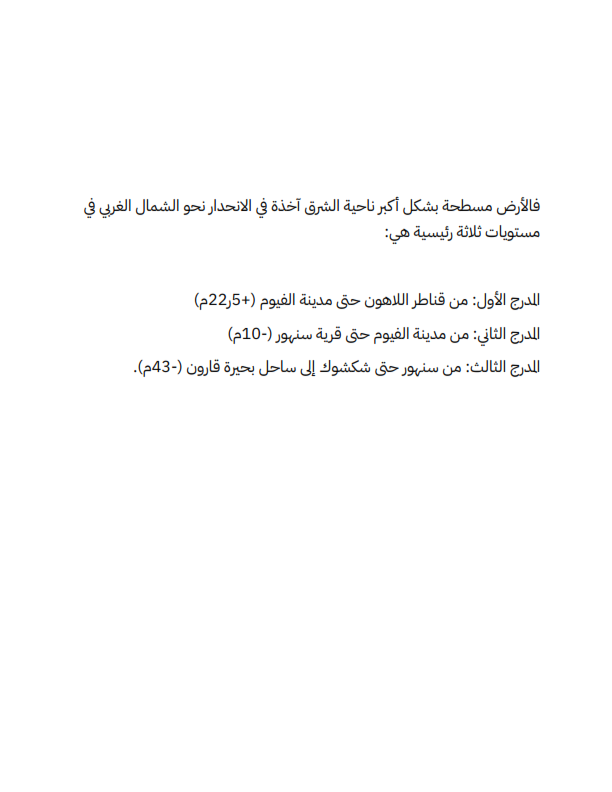 فالأرض مسطحة بشكل أكبر ناحية الشرق آخذة في الانحدار نحو الشمال الغربي في
مستويات ثلاثة رئيسية هي:
المدرج الأول: من قناطر اللاهون حتى مدينة الفيوم (+5ر22م)
المدرج الثاني: من مدينة الفيوم حتى قرية سنهور (-10م)
المدرج الثالث: من سنهور حتى شكشوك إلى ساحل بحيرة قارون (-43م).